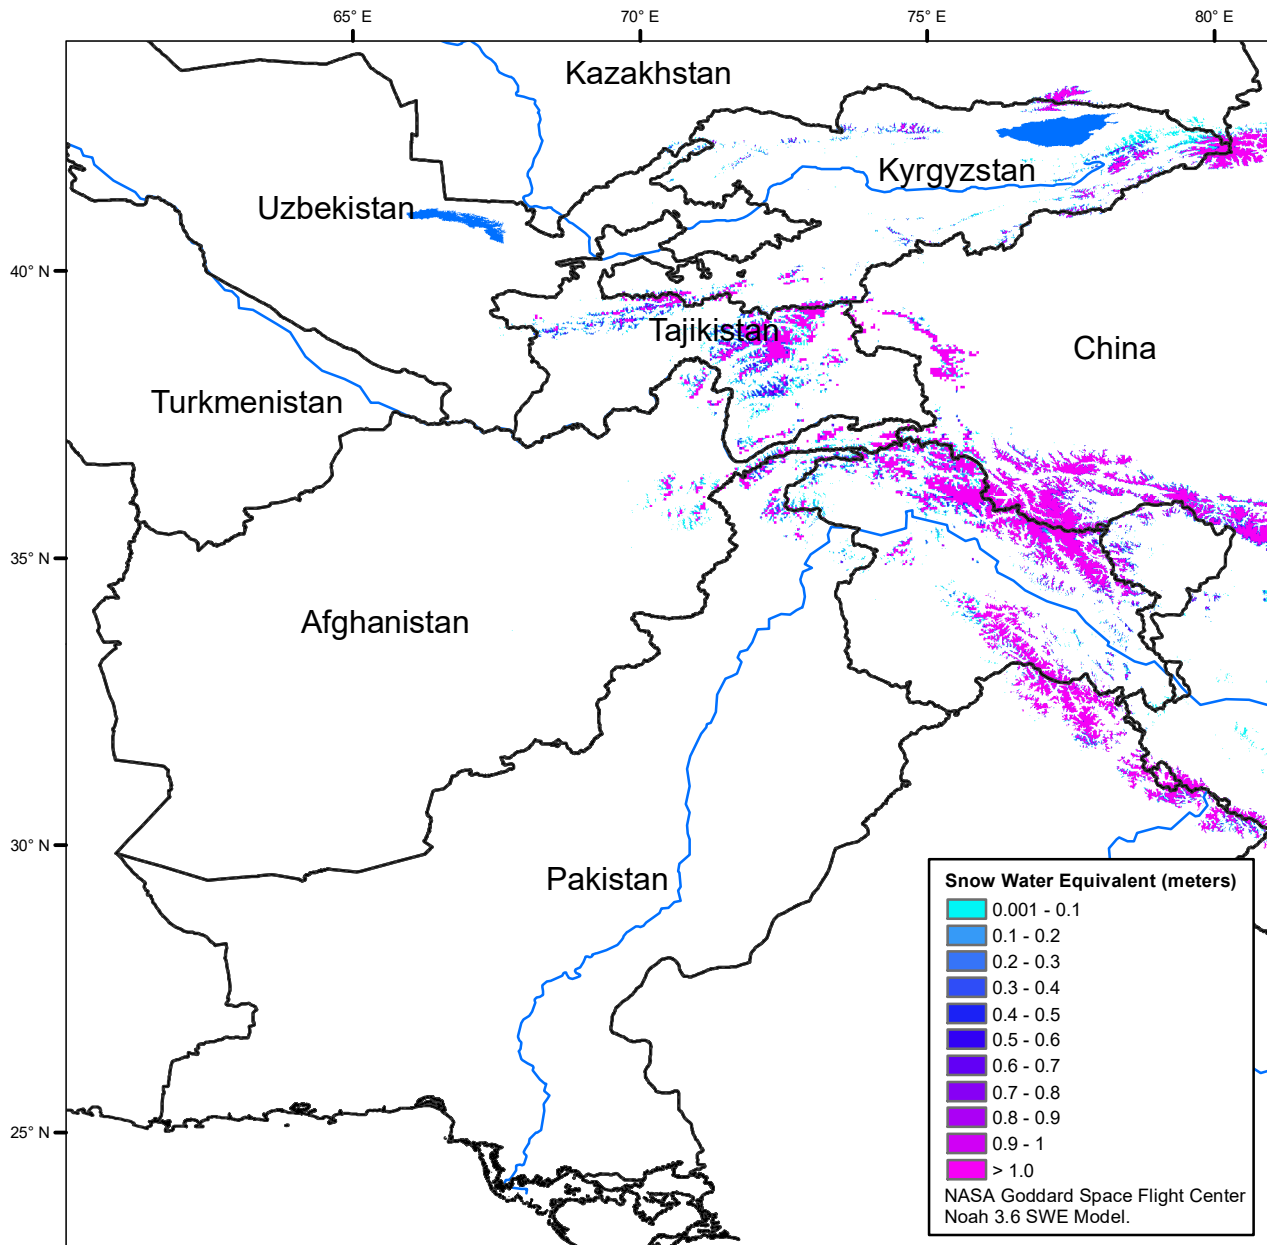 65° E
70° E
75° E
80° E
Kazakhstan
Kyrgyzstan
Uzbekistan
40° N
Tajikistan
China
Turkmenistan
35° N
Afghanistan
30° N
Pakistan
25° N
Snow Water Equivalent (meters)
0.001 - 0.1
0.1 - 0.2
0.2 - 0.3
0.3 - 0.4
0.4 - 0.5
0.5 - 0.6
0.6 - 0.7
0.7 - 0.8
0.8 - 0.9
0.9 - 1
> 1.0
NASA Goddard Space Flight Center
Noah 3.6 SWE Model.